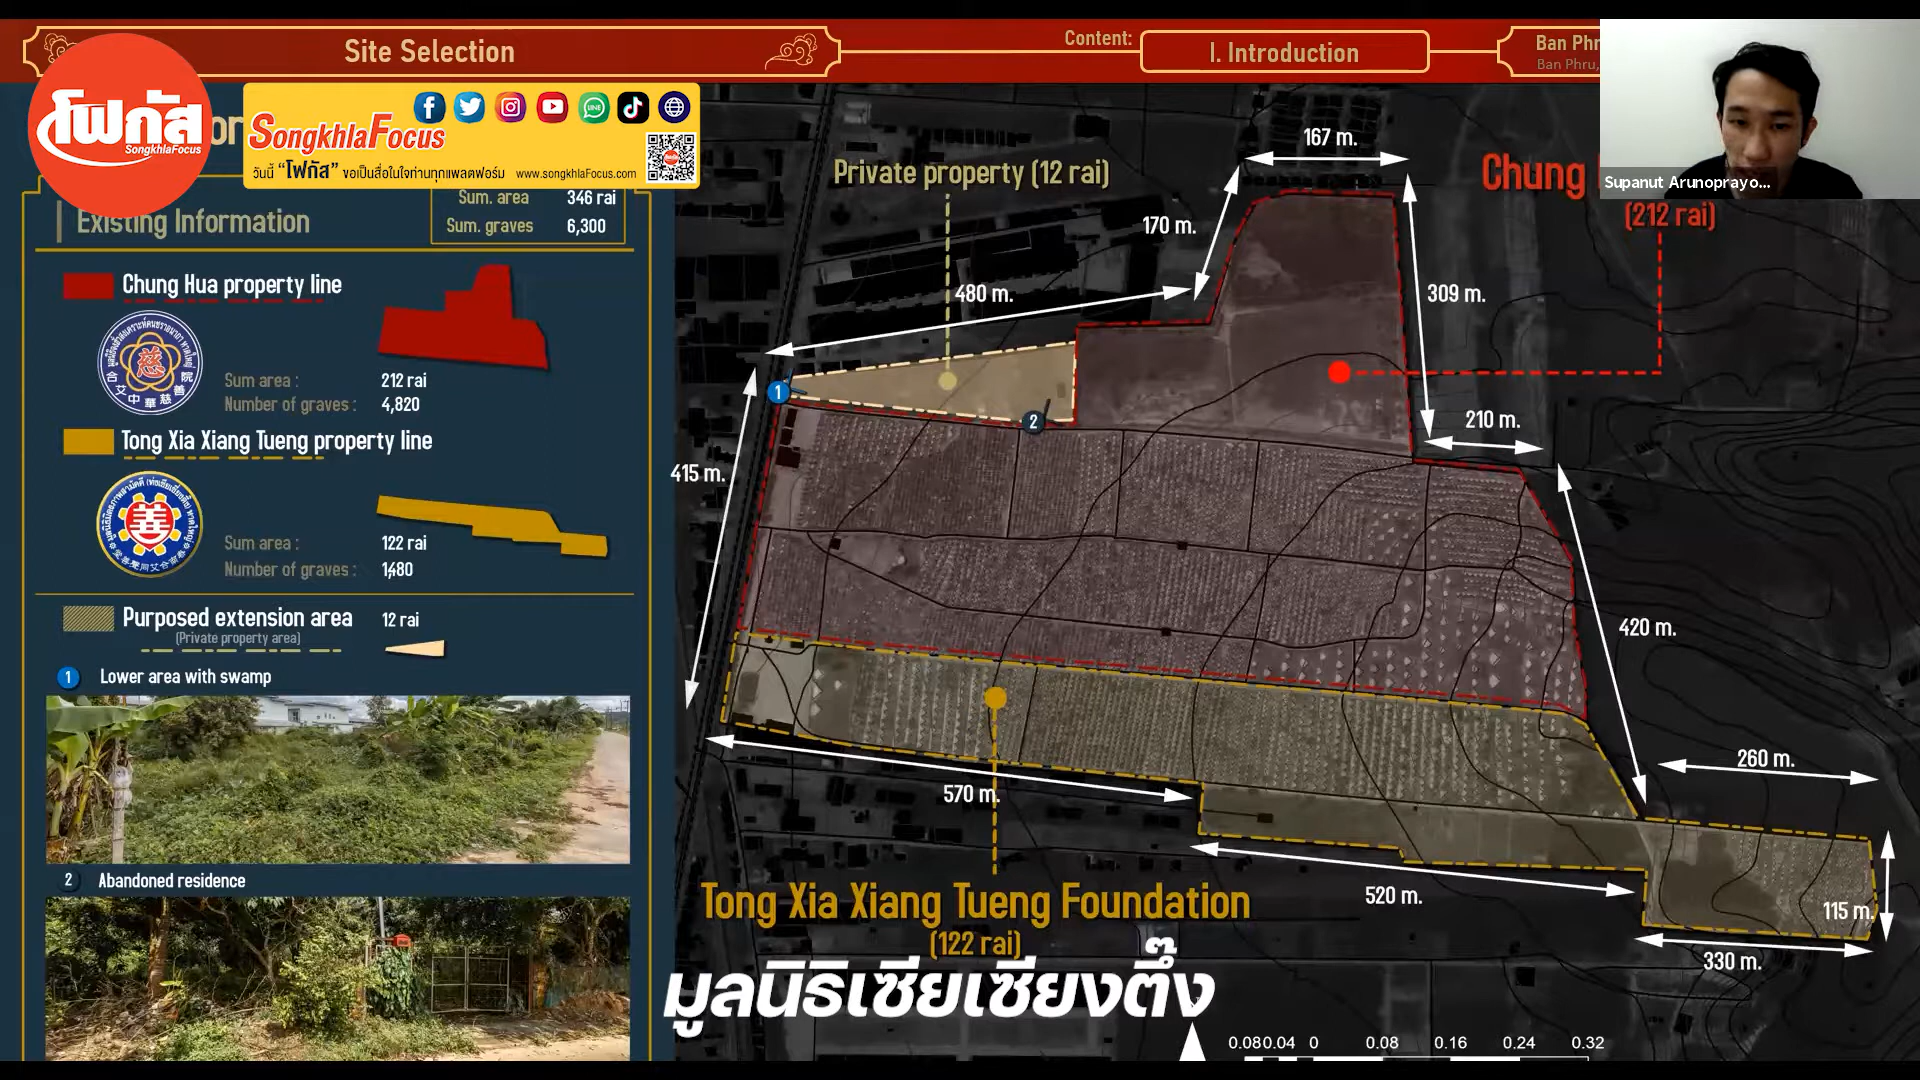 Site Selection
Content:
I. Introduction
Ban Phr
Ban Phru,
โฟกัส
SongkhlaFocus
SongkhlaFocus
LINE
วันนี้ "โฟกัส" ขอเป็นสื่อในใจท่านทุกแพลตฟอร์ม www.songkhlaFocus.com
Supanut Arunoprayo...
Existing Information
Sum. area 346 rai
Sum. graves 6,300
Chung Hua property line
Sum area : 212 rai
Number of graves : 4,820
Tong Xia Xiang Tueng property line
Sum area : 122 rai
Number of graves : 1,480
Purposed extension area 12 rai
(Private property area)
1 Lower area with swamp
2 Abandoned residence
Private property (12 rai)
167 m.
Chung
(212 rai)
170 m.
480 m.
309 m.
1
2
210 m.
415 m.
420 m.
260 m.
570 m.
520 m.
115 m.
330 m.
Tong Xia Xiang Tueng Foundation
(122 rai)
มูลนิธิเซียเซียงตึ๊ง
0.08 0.04 0 0.08 0.16 0.24 0.32